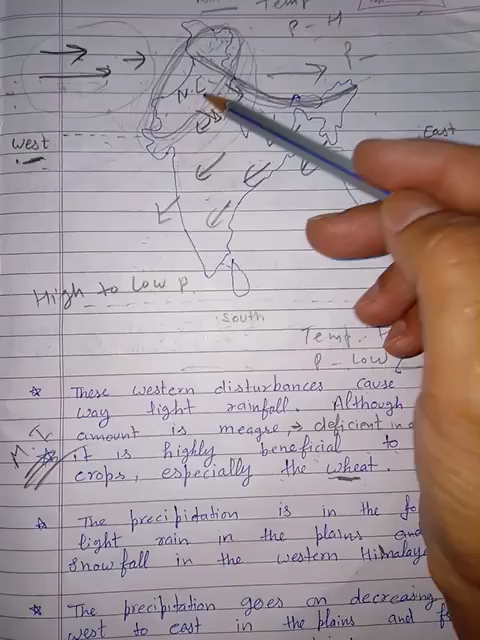 Temp
P - H
P -
N.C
West
East
High to Low P.
South
Temp.
P - Low
These western disturbances cause
way light rainfall. Although
amount is meagre, → deficient in a
it is highly beneficial to
crops, especially the wheat.
The precipitation is in the fo
light rain in the plains and
snowfall in the western Himalay
The precipitation goes on decreasing
west to east in the plains and f